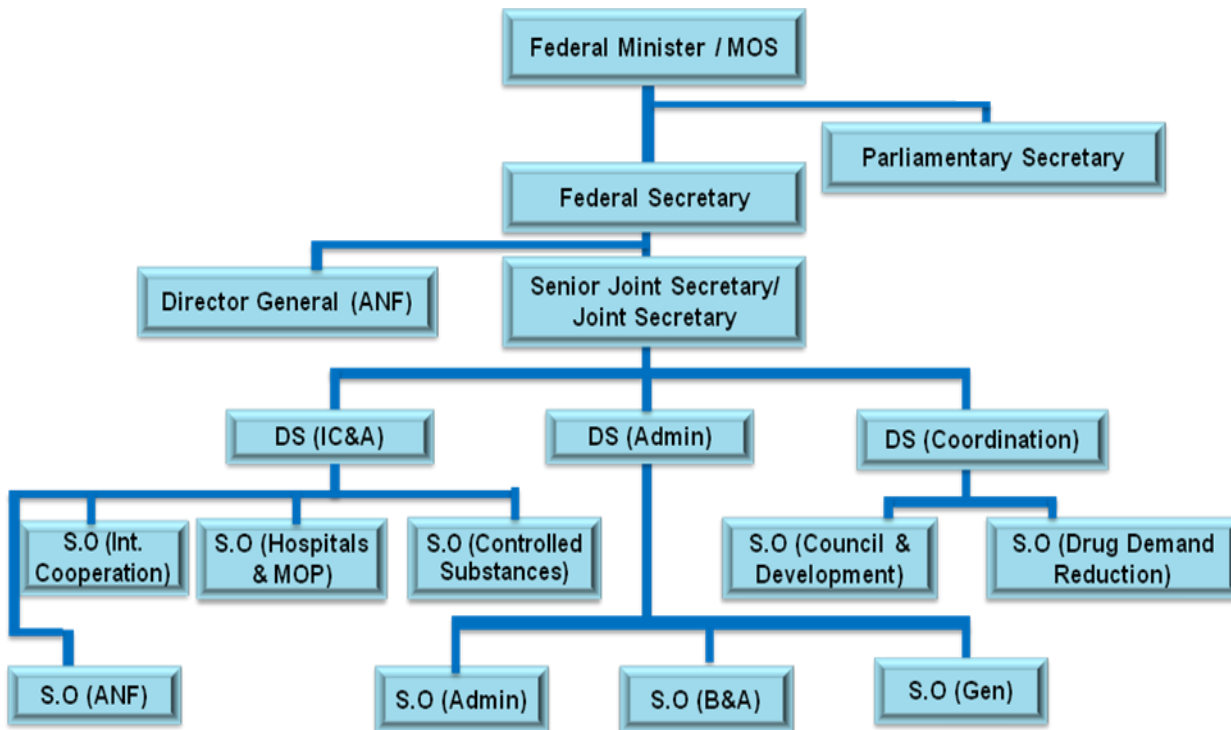 Federal Minister / MOS
Parliamentary Secretary
Federal Secretary
Director General (ANF)
Senior Joint Secretary/
Joint Secretary
DS (IC&A)
DS (Admin)
DS (Coordination)
S.O (Int.
Cooperation)
S.O (Hospitals
& MOP)
S.O (Controlled
Substances)
S.O (Council &
Development)
S.O (Drug Demand
Reduction)
S.O (ANF)
S.O (Admin)
S.O (B&A)
S.O (Gen)